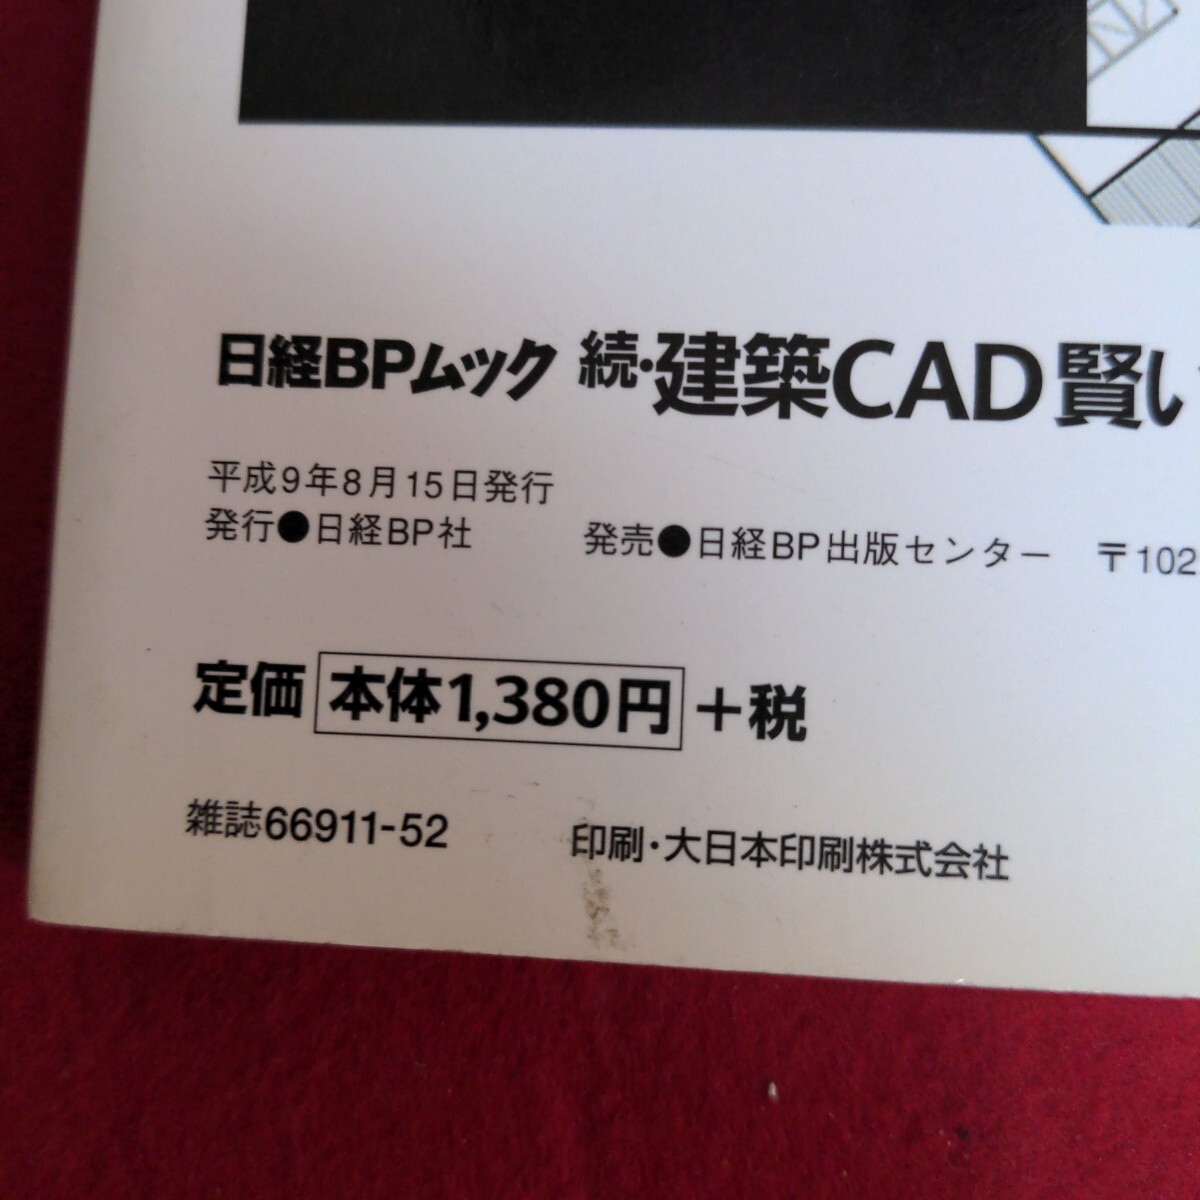 日経BPムック 続・建築CAD賢い
平成9年8月15日発行
発行●日経BP社 発売●日経BP出版センター 〒102
定価 本体1,380円 +税
雑誌66911-52 印刷・大日本印刷株式会社